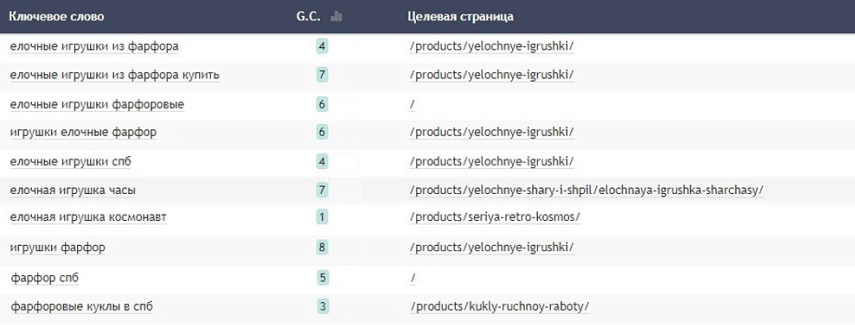 Ключевое слово G.C. Целевая страница
елочные игрушки из фарфора 4 /products/yelochnye-igrushki/
елочные игрушки из фарфора купить 7 /products/yelochnye-igrushki/
елочные игрушки фарфоровые 6 /
игрушки елочные фарфор 6 /products/yelochnye-igrushki/
елочные игрушки спб 4 /products/yelochnye-igrushki/
елочная игрушка часы 7 /products/yelochnye-shary-i-shpil/elochnaya-igrushka-sharchasy/
елочная игрушка космонавт 1 /products/seriya-retro-kosmos/
игрушки фарфор 8 /products/yelochnye-igrushki/
фарфор спб 5 /
фарфоровые куклы в спб 3 /products/kukly-ruchnoy-raboty/